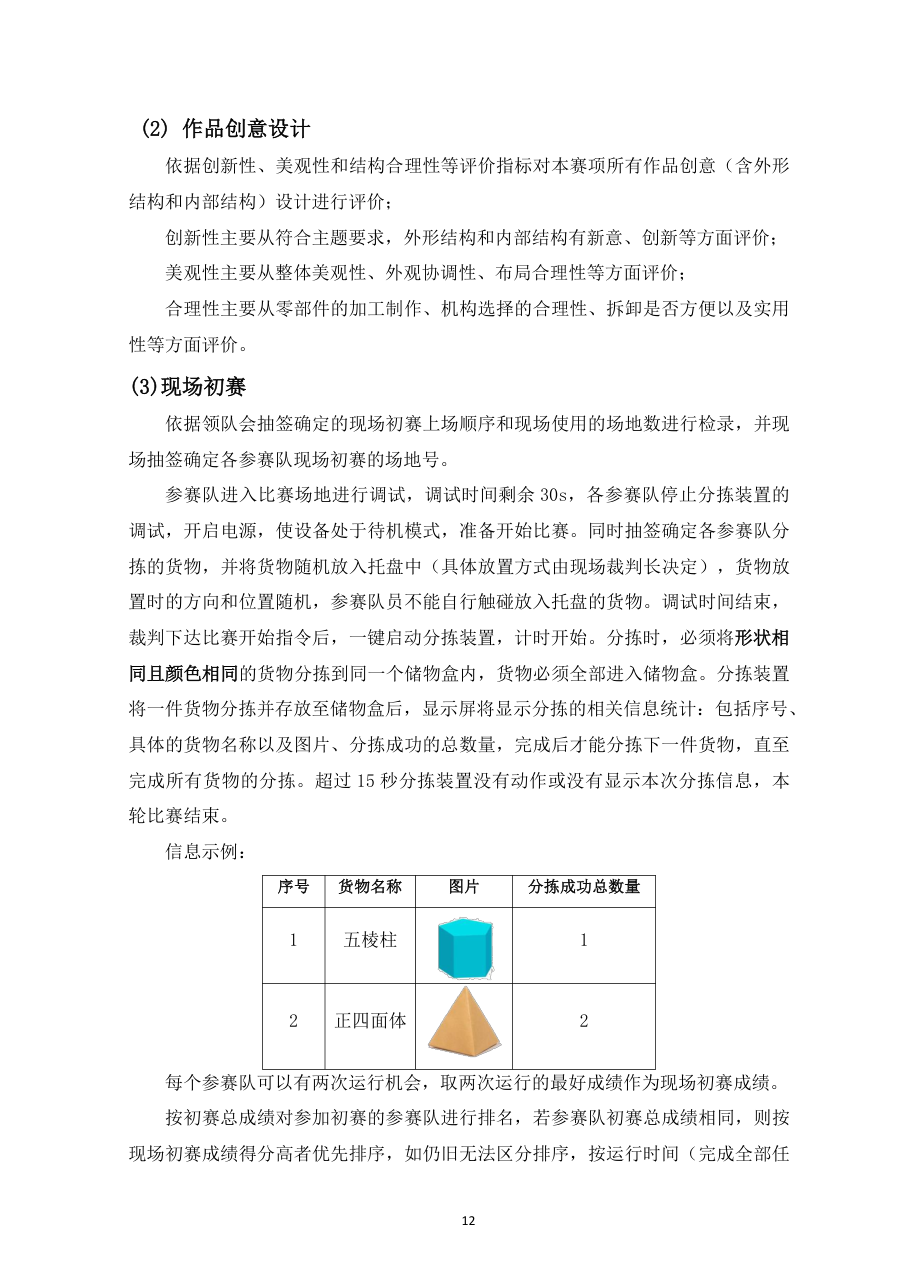 (2) 作品创意设计
依据创新性、美观性和结构合理性等评价指标对本赛项所有作品创意（含外形
结构和内部结构）设计进行评价；
创新性主要从符合主题要求，外形结构和内部结构有新意、创新等方面评价；
美观性主要从整体美观性、外观协调性、布局合理性等方面评价；
合理性主要从零部件的加工制作、机构选择的合理性、拆卸是否方便以及实用
性等方面评价。
(3)现场初赛
依据领队会抽签确定的现场初赛上场顺序和现场使用的场地数进行检录，并现
场抽签确定各参赛队现场初赛的场地号。
参赛队进入比赛场地进行调试，调试时间剩余 30s，各参赛队停止分拣装置的
调试，开启电源，使设备处于待机模式，准备开始比赛。同时抽签确定各参赛队分
拣的货物，并将货物随机放入托盘中（具体放置方式由现场裁判长决定），货物放
置时的方向和位置随机，参赛队员不能自行触碰放入托盘的货物。调试时间结束，
裁判下达比赛开始指令后，一键启动分拣装置，计时开始。分拣时，必须将形状相
同且颜色相同的货物分拣到同一个储物盒内，货物必须全部进入储物盒。分拣装置
将一件货物分拣并存放至储物盒后，显示屏将显示分拣的相关信息统计：包括序号、
具体的货物名称以及图片、分拣成功的总数量，完成后才能分拣下一件货物，直至
完成所有货物的分拣。超过 15 秒分拣装置没有动作或没有显示本次分拣信息，本
轮比赛结束。
信息示例：
序号 货物名称 图片 分拣成功总数量
1 五棱柱 1
2 正四面体 2
每个参赛队可以有两次运行机会，取两次运行的最好成绩作为现场初赛成绩。
按初赛总成绩对参加初赛的参赛队进行排名，若参赛队初赛总成绩相同，则按
现场初赛成绩得分高者优先排序，如仍旧无法区分排序，按运行时间（完成全部任
12